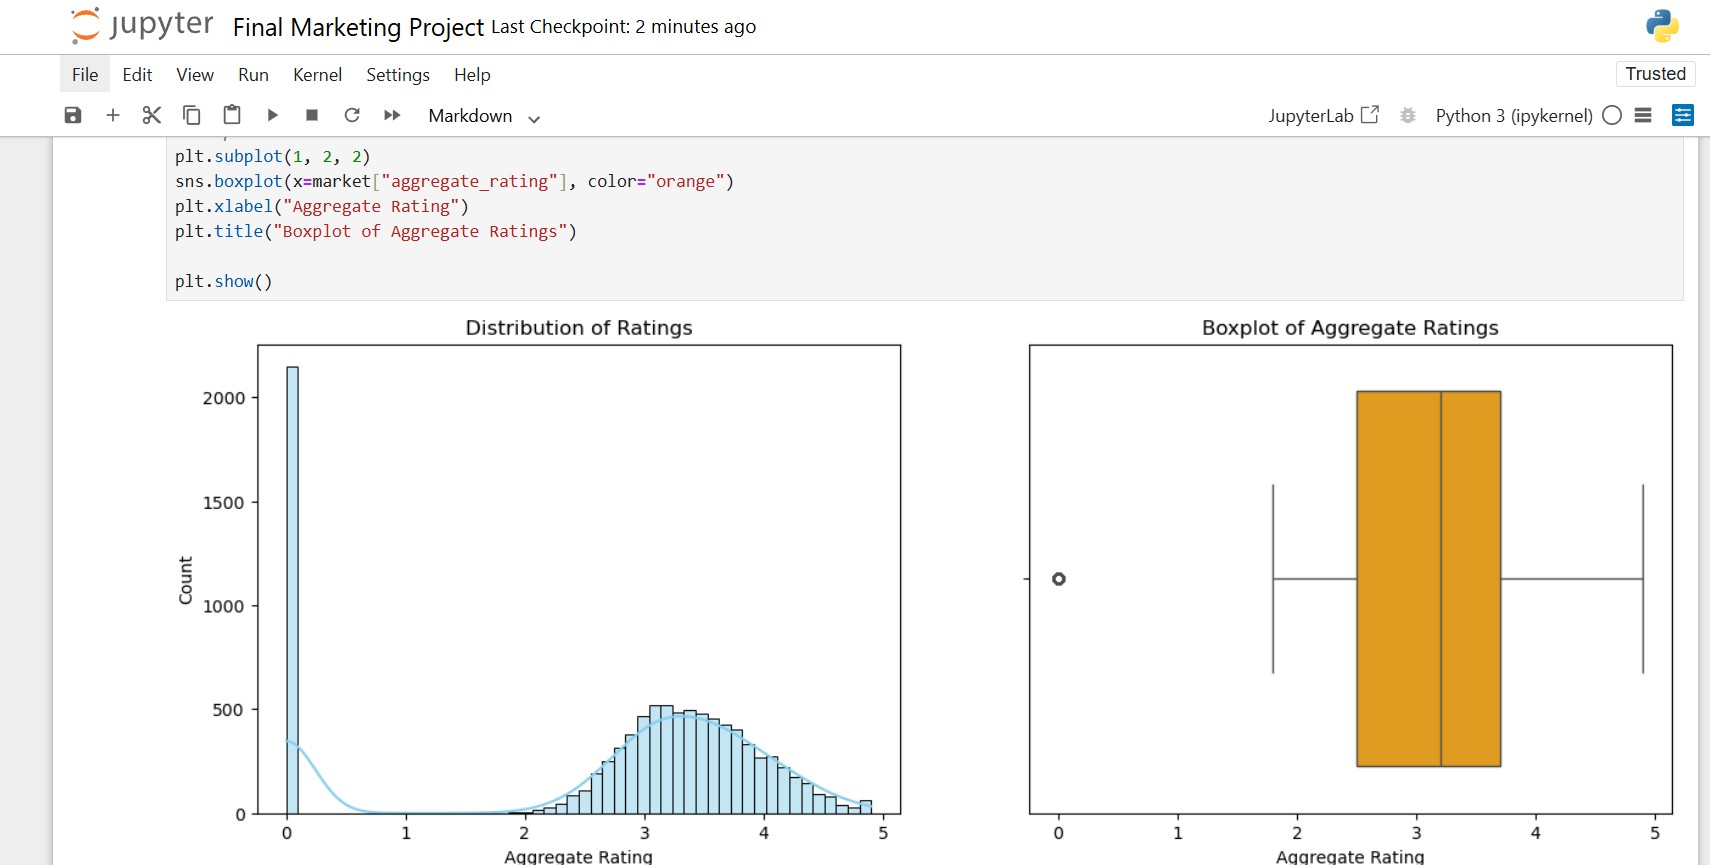 jupyter Final Marketing Project Last Checkpoint: 2 minutes ago
File Edit View Run Kernel Settings Help Trusted
Markdown JupyterLab Python 3 (ipykernel)
plt.subplot(1, 2, 2)
sns.boxplot(x=market["aggregate_rating"], color="orange")
plt.xlabel("Aggregate Rating")
plt.title("Boxplot of Aggregate Ratings")
plt.show()
Distribution of Ratings
2000
1500
1000
500
0
Count
0 1 2 3 4 5
Aggregate Rating
Boxplot of Aggregate Ratings
0 1 2 3 4 5
Aggregate Rating